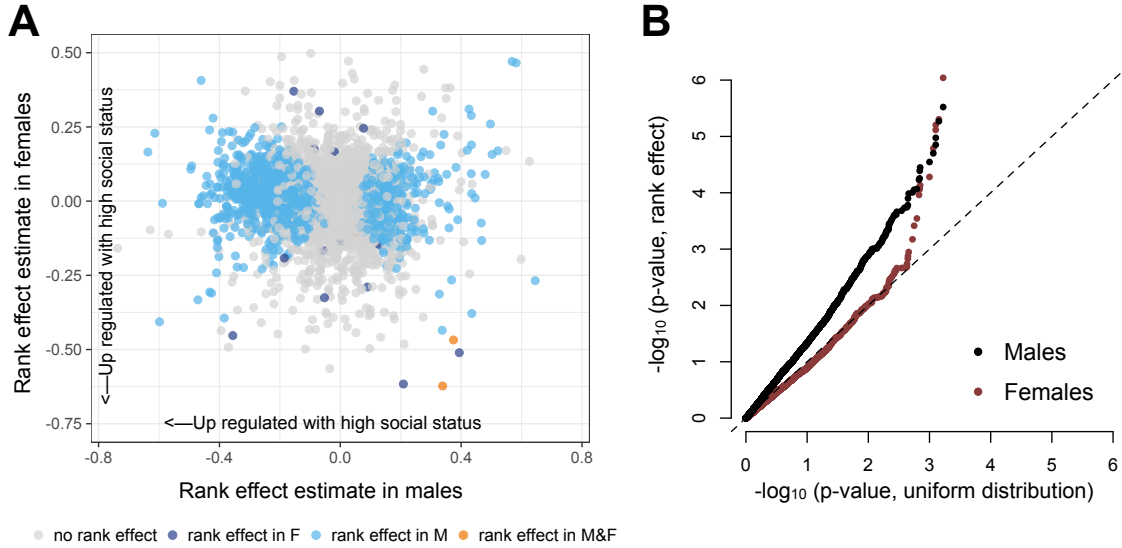 A
B
Rank effect estimate in females
0.50
0.25
0.00
-0.25
-0.50
-0.75
<—Up regulated with high social status
<—Up regulated with high social status
-0.8
-0.4
0.0
0.4
0.8
Rank effect estimate in males
no rank effect
rank effect in F
rank effect in M
rank effect in M&F
-log10 (p-value, rank effect)
6
5
4
3
2
1
0
Males
Females
0
1
2
3
4
5
6
-log10 (p-value, uniform distribution)